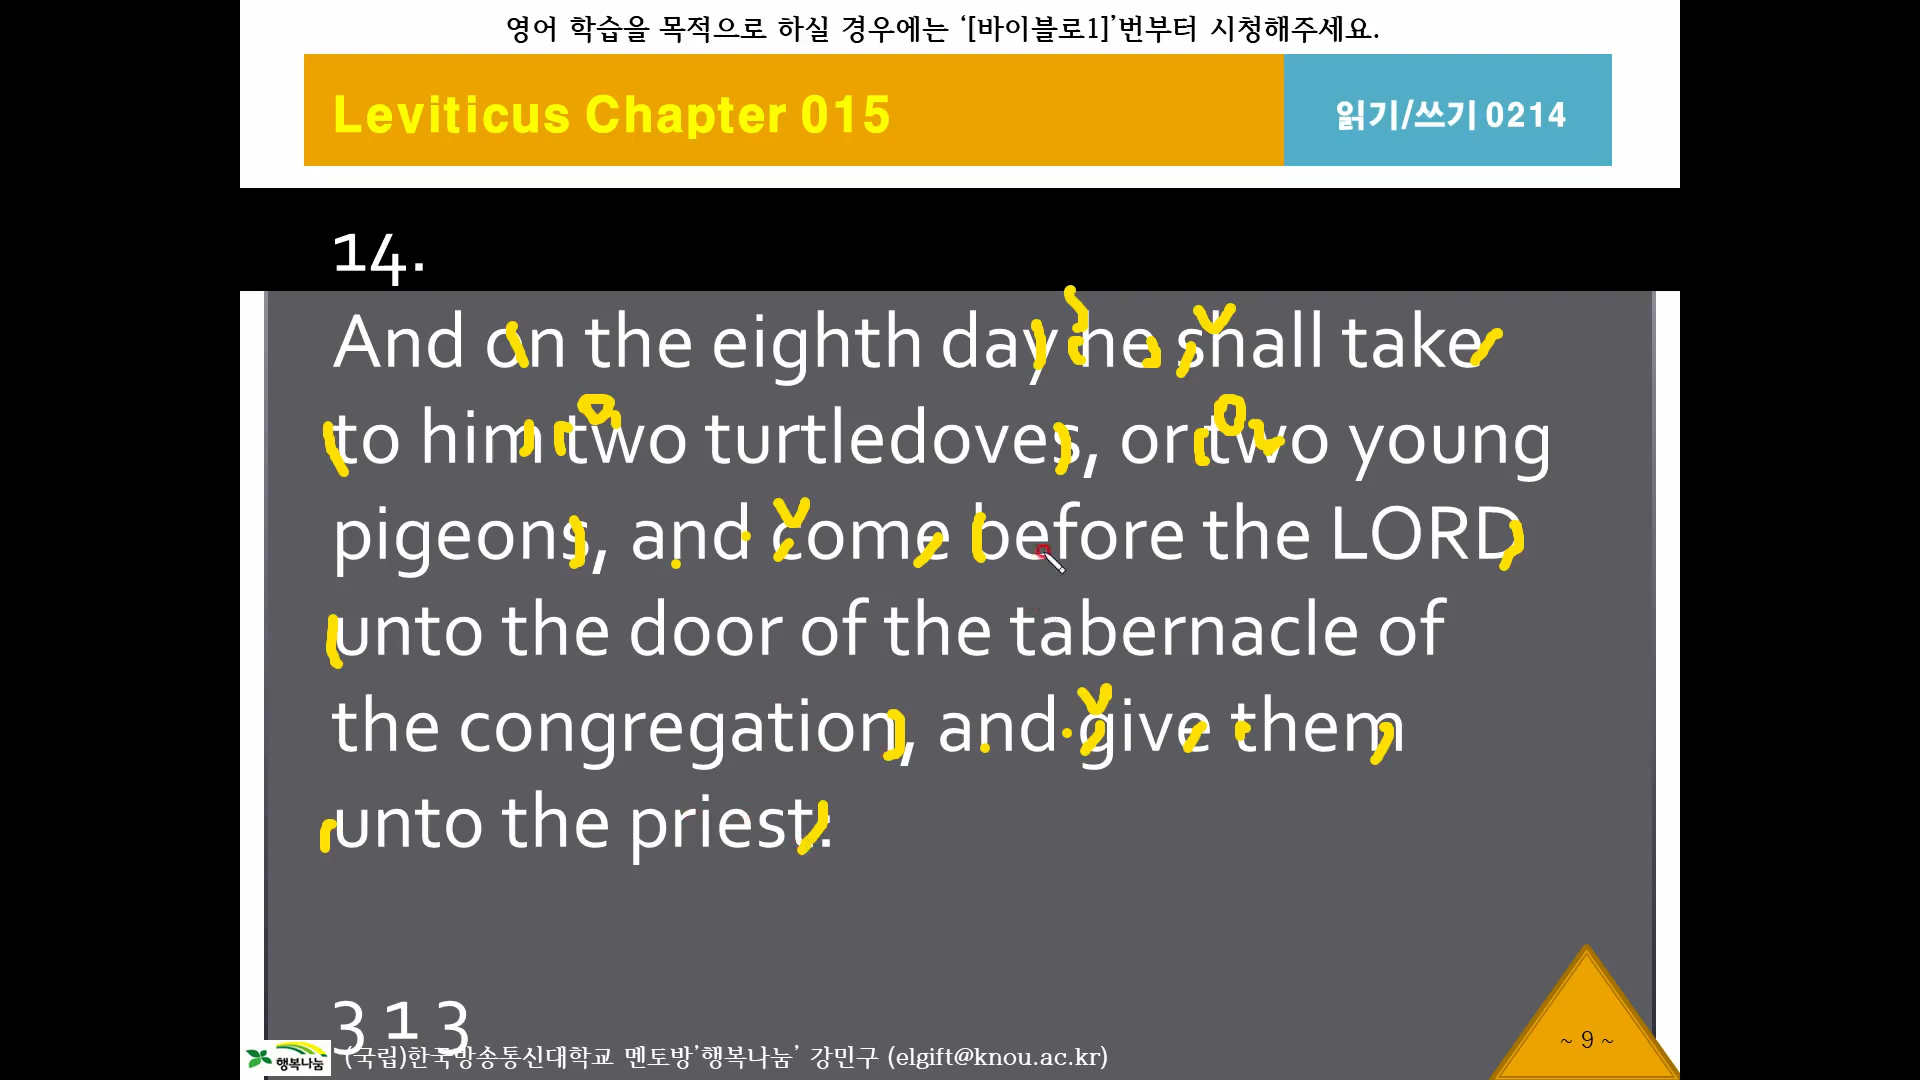 영어 학습을 목적으로 하실 경우에는 ‘[바이블로1]’번부터 시청해주세요.
Leviticus Chapter 015
읽기/쓰기 0214
14.
And on the eighth day he shall take
to him two turtledoves, or two young
pigeons, and come before the LORD
unto the door of the tabernacle of
the congregation, and give them
unto the priest:
3 1 3
행복나눔
(국립)한국방송통신대학교 멘토방’행복나눔’ 강민구 (elgift@knou.ac.kr)
~ 9 ~